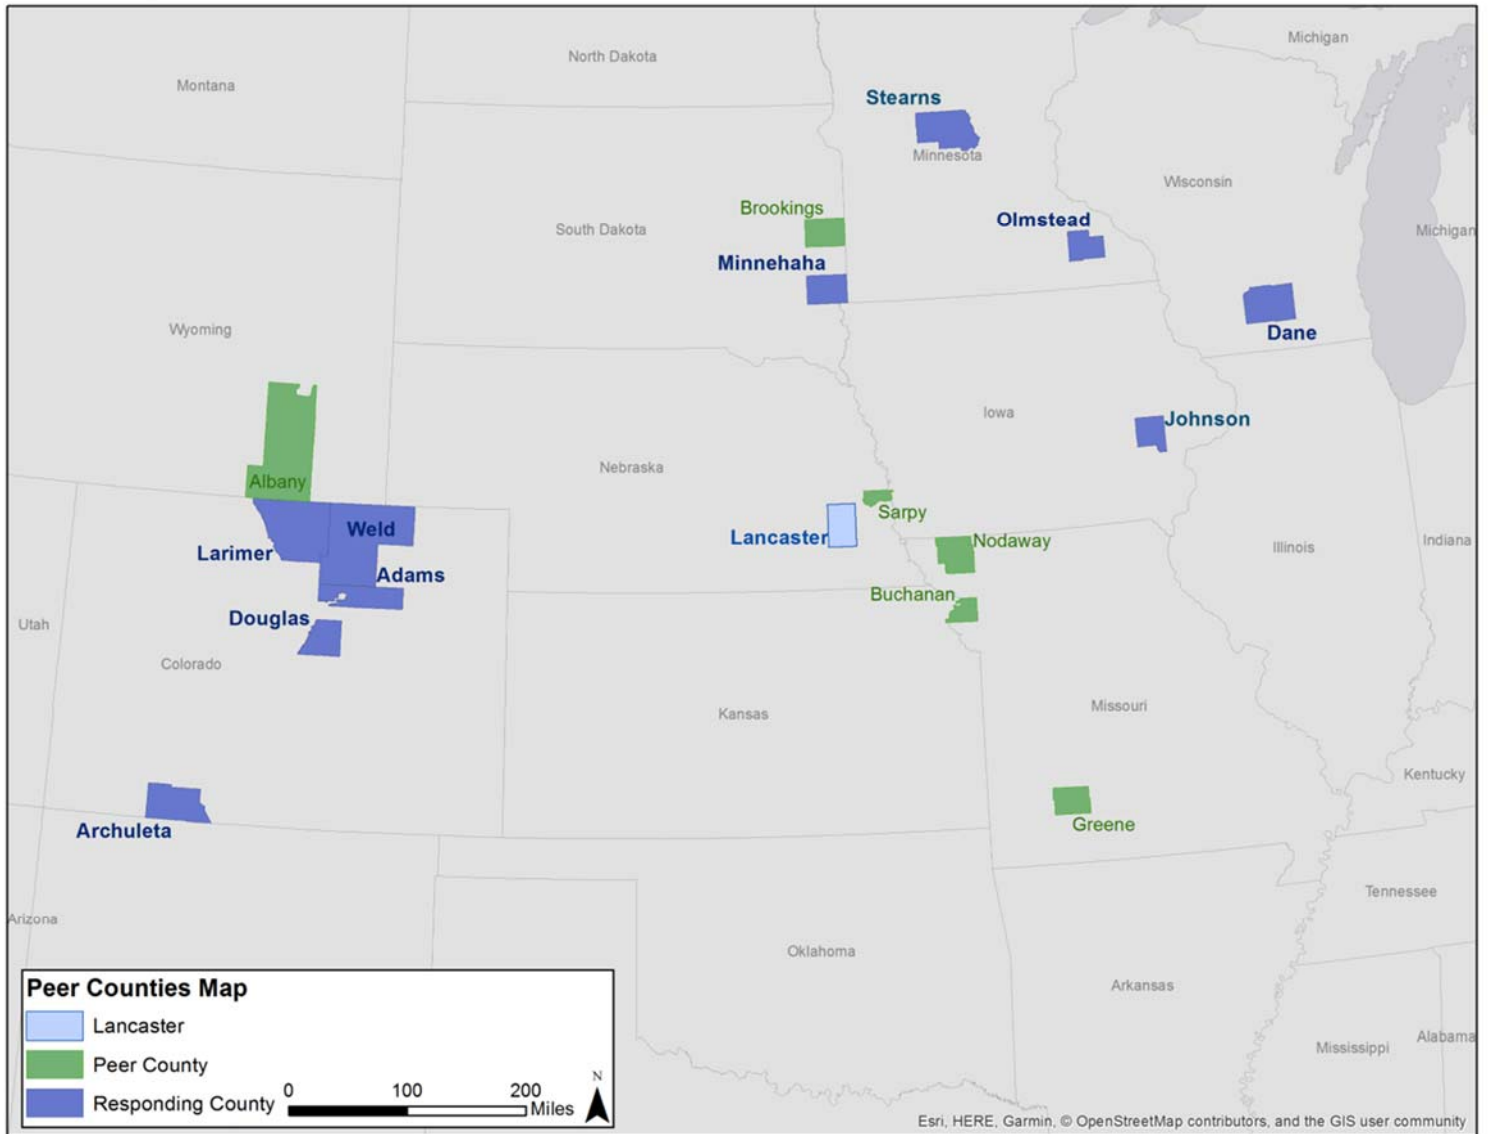 Michigan
North Dakota
Montana
Stearns
Minnesota
Wisconsin
Brookings
Olmstead
South Dakota
Michigan
Minnehaha
Wyoming
Dane
Iowa
Johnson
Nebraska
Albany
Sarpy
Weld
Lancaster
Nodaway
Larimer
Illinois
Indiana
Adams
Buchanan
Douglas
Utah
Colorado
Missouri
Kansas
Kentucky
Greene
Archuleta
Tennessee
Arizona
Oklahoma
Arkansas
Alabama
Mississippi
Peer Counties Map
Lancaster
Peer County
Responding County
0 100 200
Miles
N
Esri, HERE, Garmin, © OpenStreetMap contributors, and the GIS user community